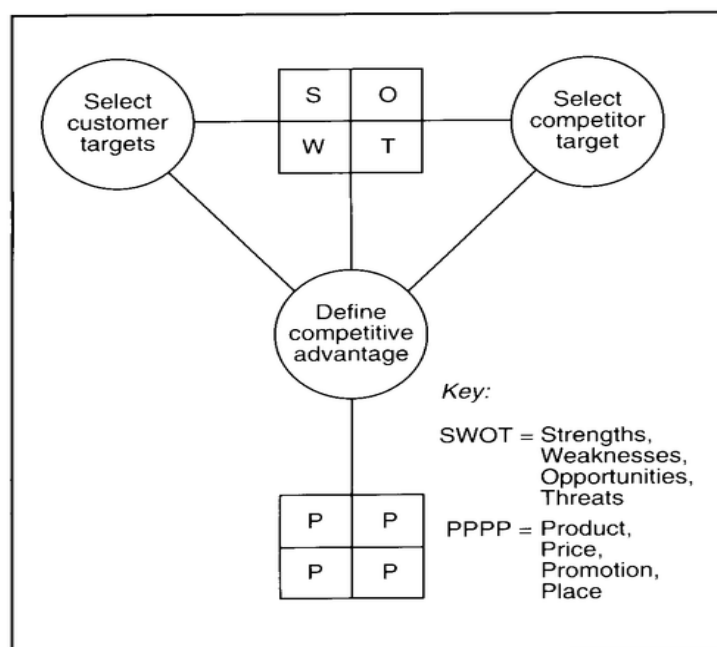 Select
customer
targets
S O
W T
Select
competitor
target
Define
competitive
advantage
Key:
SWOT = Strengths,
Weaknesses,
Opportunities,
Threats
P P
P P
PPPP = Product,
Price,
Promotion,
Place